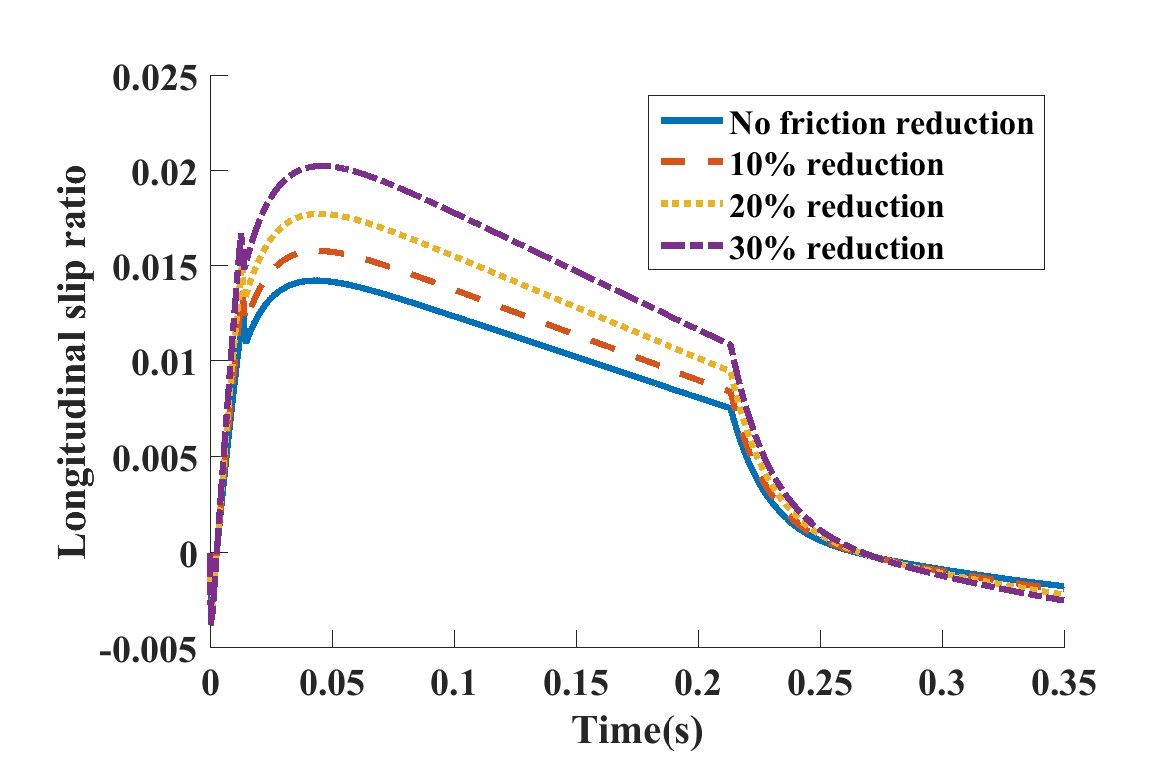 0.025
0.02
0.015
0.01
0.005
0
-0.005
Longitudinal slip ratio
No friction reduction
10% reduction
20% reduction
30% reduction
0 0.05 0.1 0.15 0.2 0.25 0.3 0.35
Time(s)